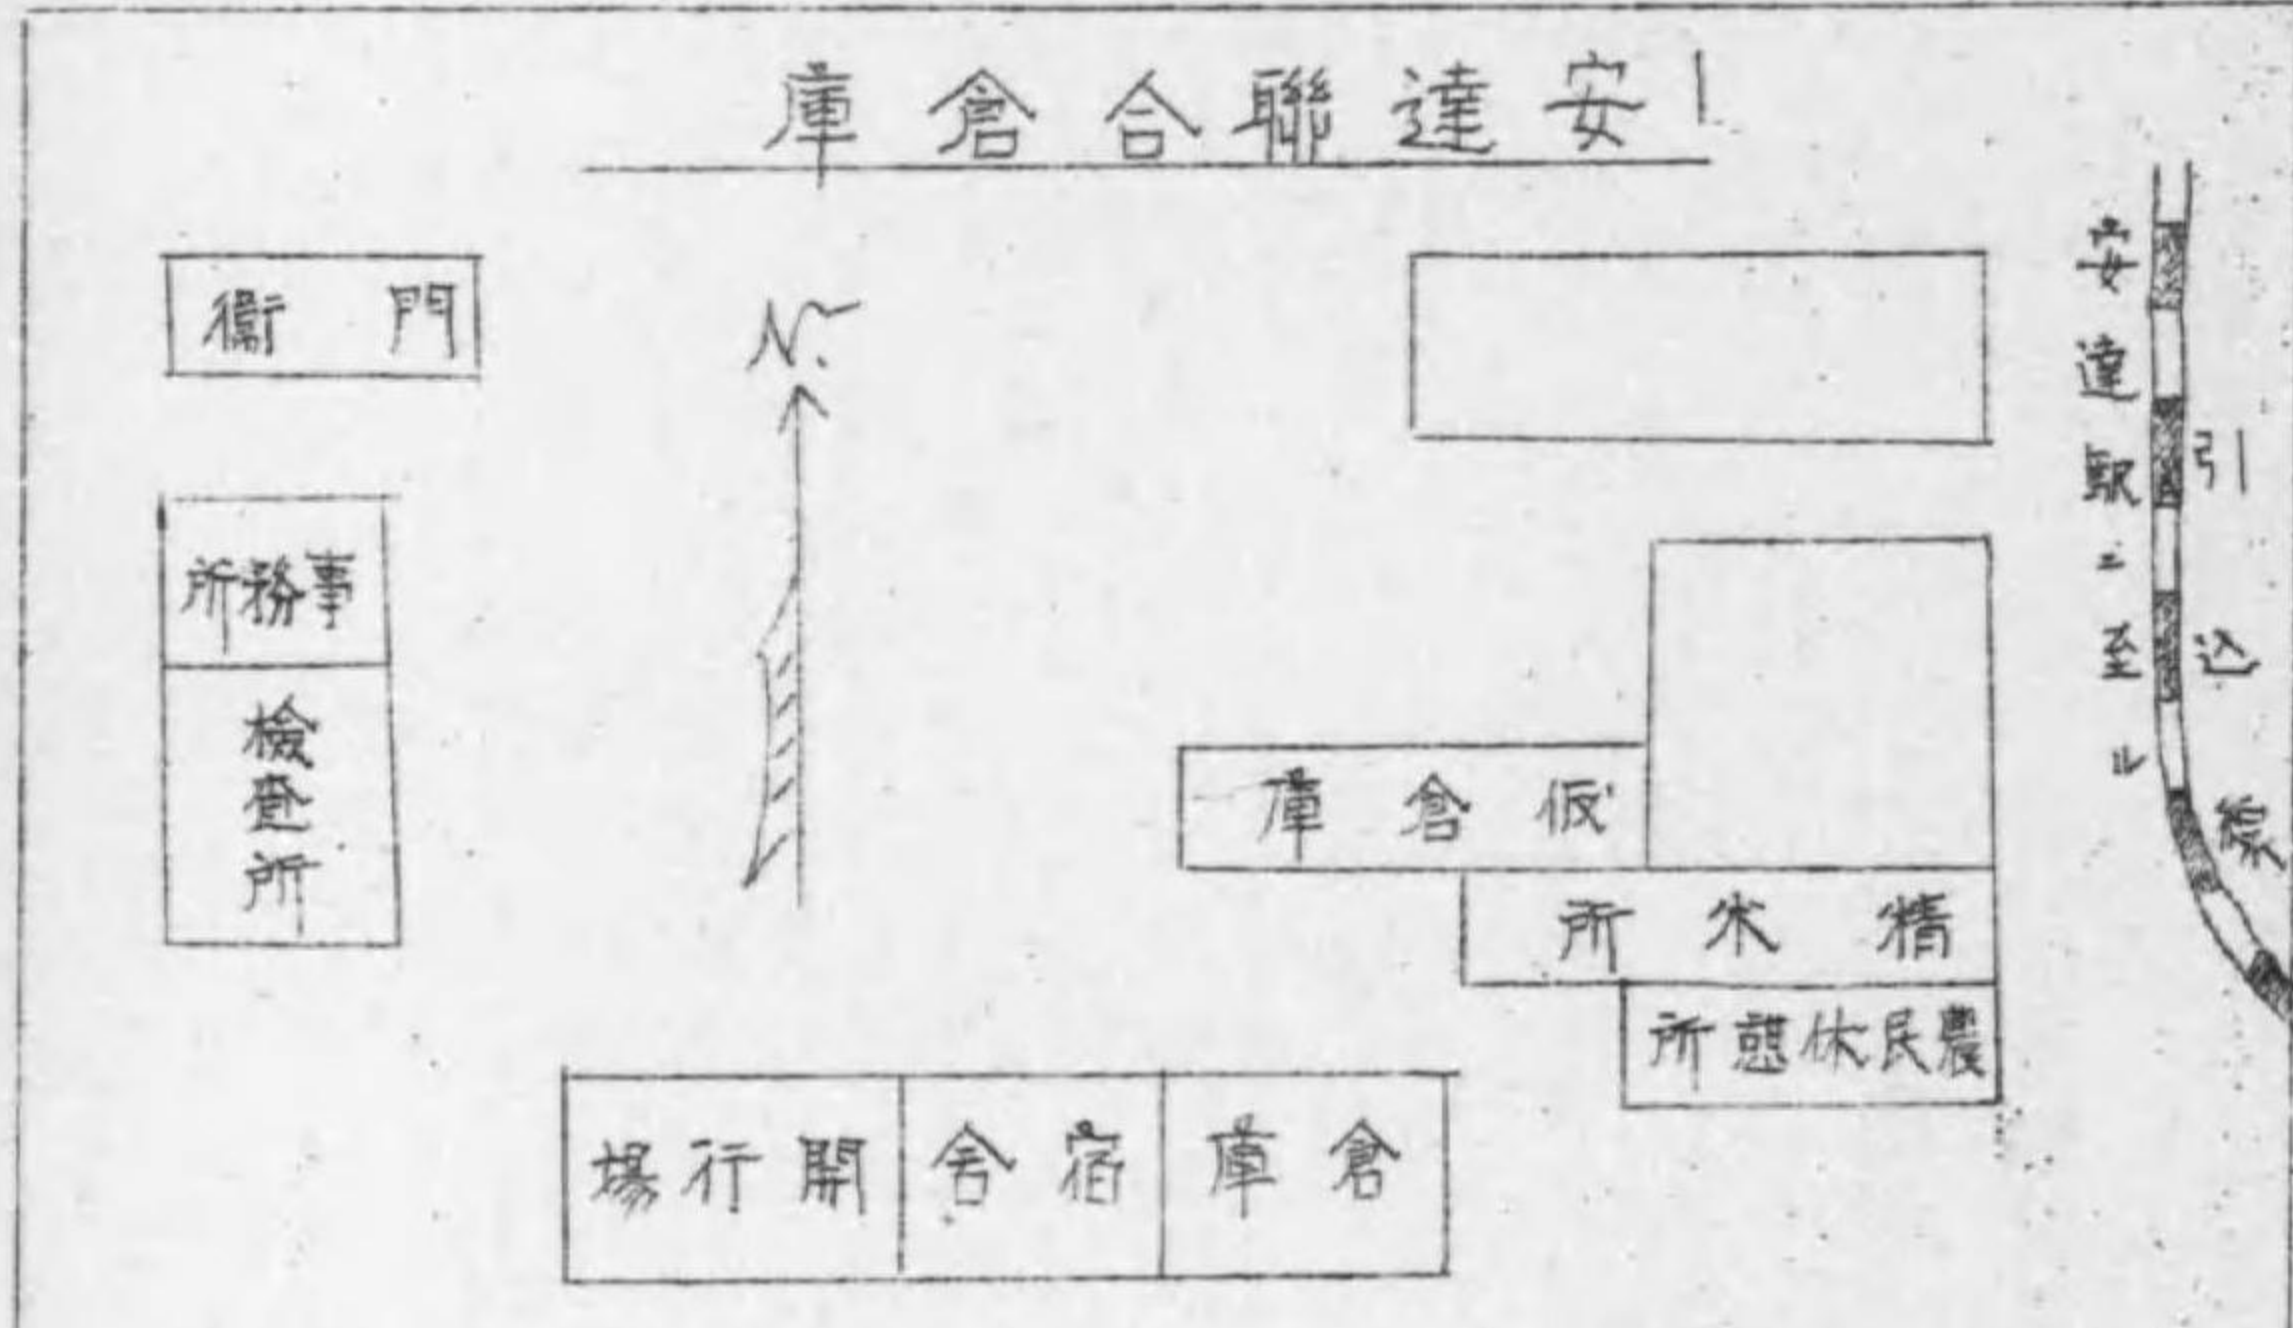 安達聯合倉庫
門衛
事務所
検査所
仮倉庫
精米所
農民休憩所
倉庫
宿舎
開行場
N.
安達駅ニ至ル
引込線